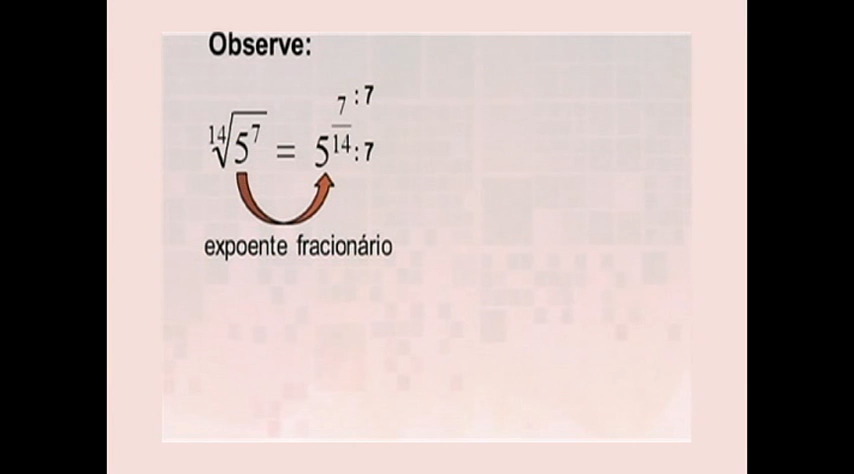 Observe:
¹⁴√5⁷ = 5^(7:7/14:7)
expoente fracionário